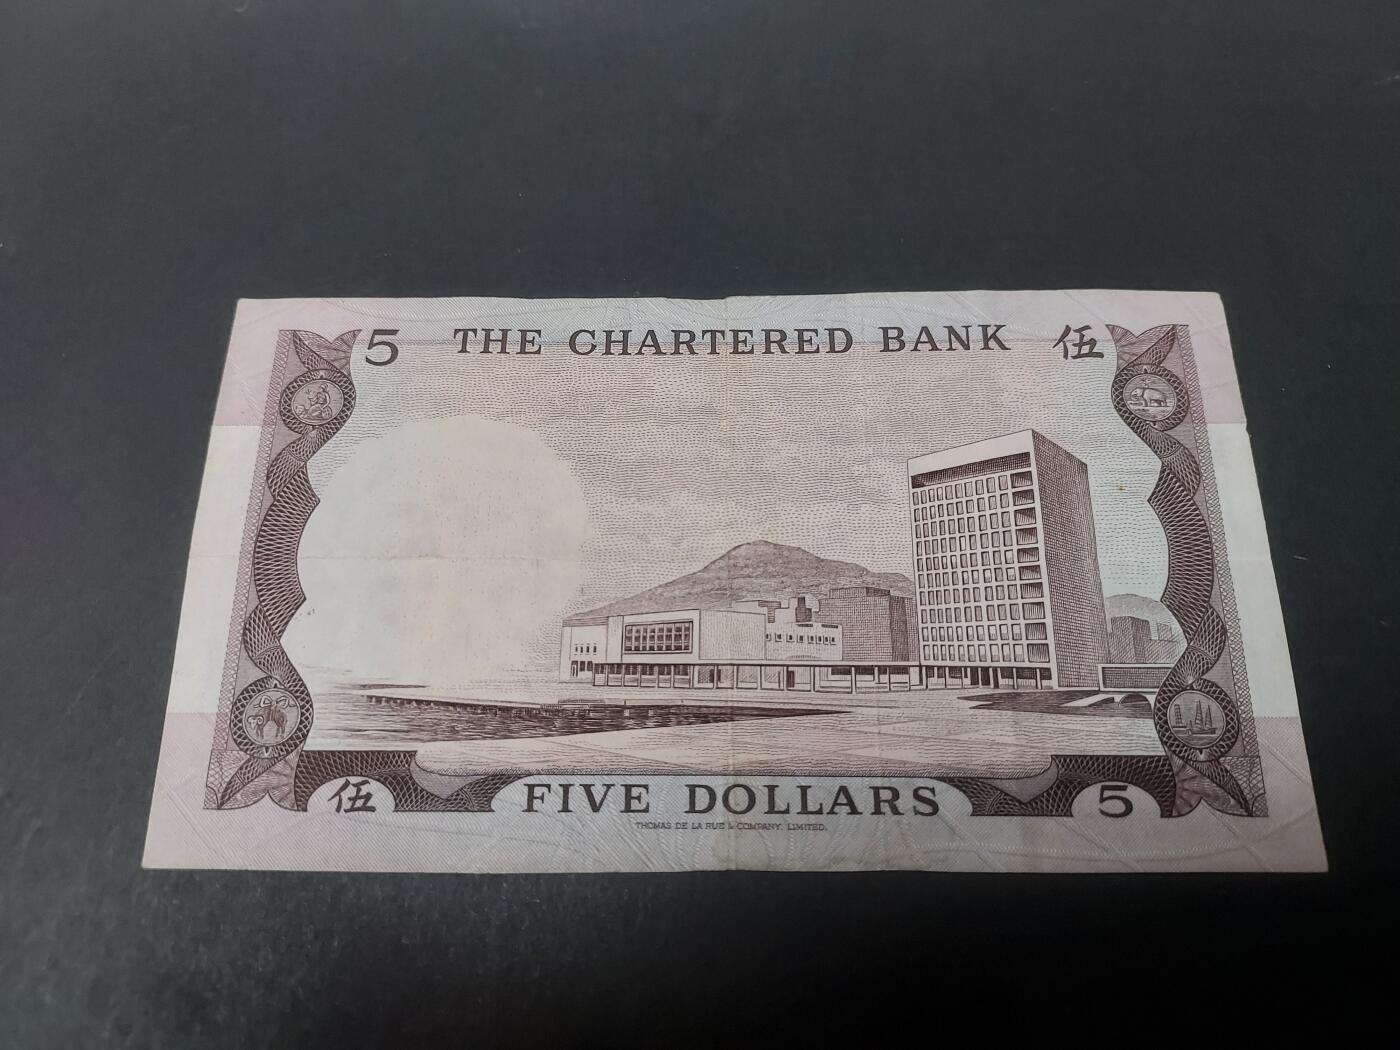 5 THE CHARTERED BANK 伍
伍 FIVE DOLLARS 5
THOMAS DE LA RUE & COMPANY, LIMITED.